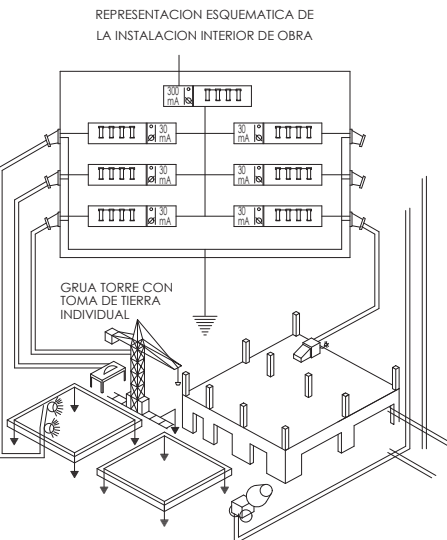 REPRESENTACION ESQUEMATICA DE
LA INSTALACION INTERIOR DE OBRA
300
mA
30
mA
30
mA
30
mA
30
mA
30
mA
30
mA
GRUA TORRE CON
TOMA DE TIERRA
INDIVIDUAL